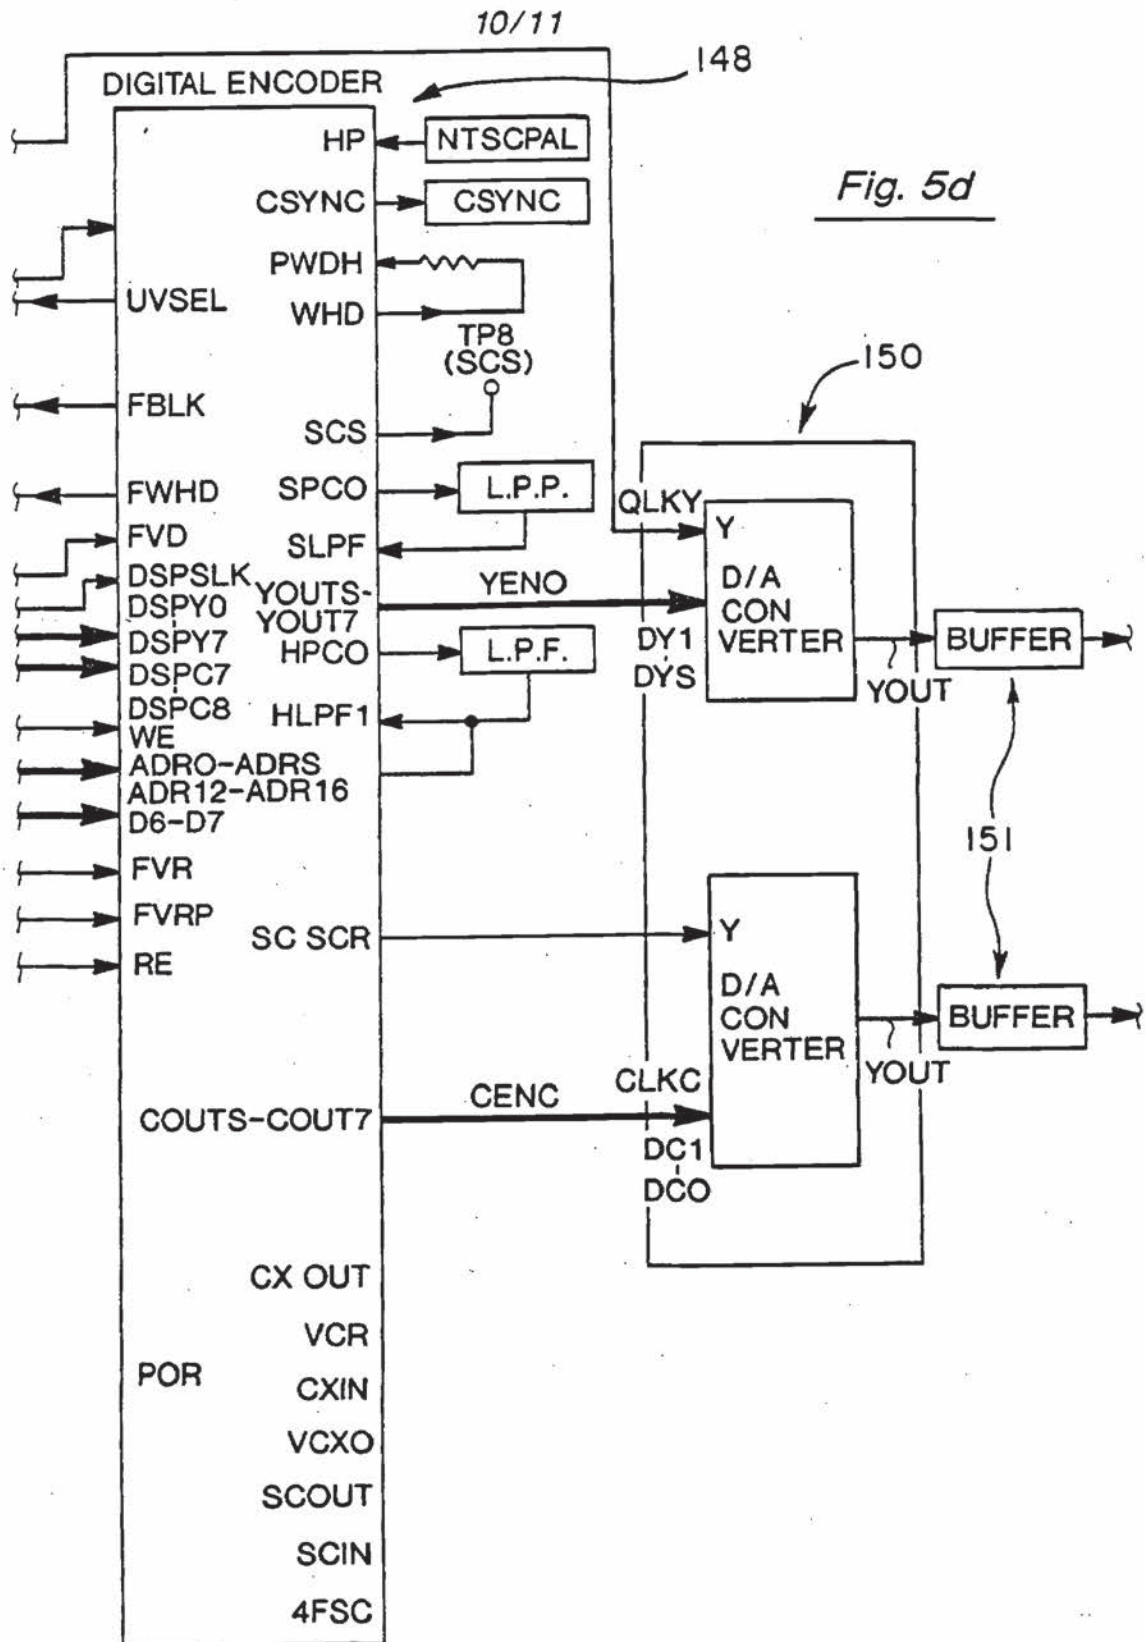 10/11
148
DIGITAL ENCODER
HP
NTSCPAL
Fig. 5d
CSYNC
CSYNC
PWDH
UVSEL
WHD
TP8
(SCS)
150
FBLK
SCS
FWHD
SPCO
L.P.P.
QLKY
Y
FVD
SLPF
DSPSLK
DSPY0
DSPY7
YOUTS-
YOUT7
YENO
D/A
CON
VERTER
DY1
DYS
BUFFER
YOUT
HPCO
L.P.F.
DSPC7
DSPC8
HLPF1
WE
ADRO-ADRS
ADR12-ADR16
D6-D7
151
FVR
FVRP
SC SCR
Y
RE
D/A
CON
VERTER
BUFFER
YOUT
COUTS-COUT7
CENC
CLKC
DC1
DCO
CX OUT
VCR
POR
CXIN
VCXO
SCOUT
SCIN
4FSC